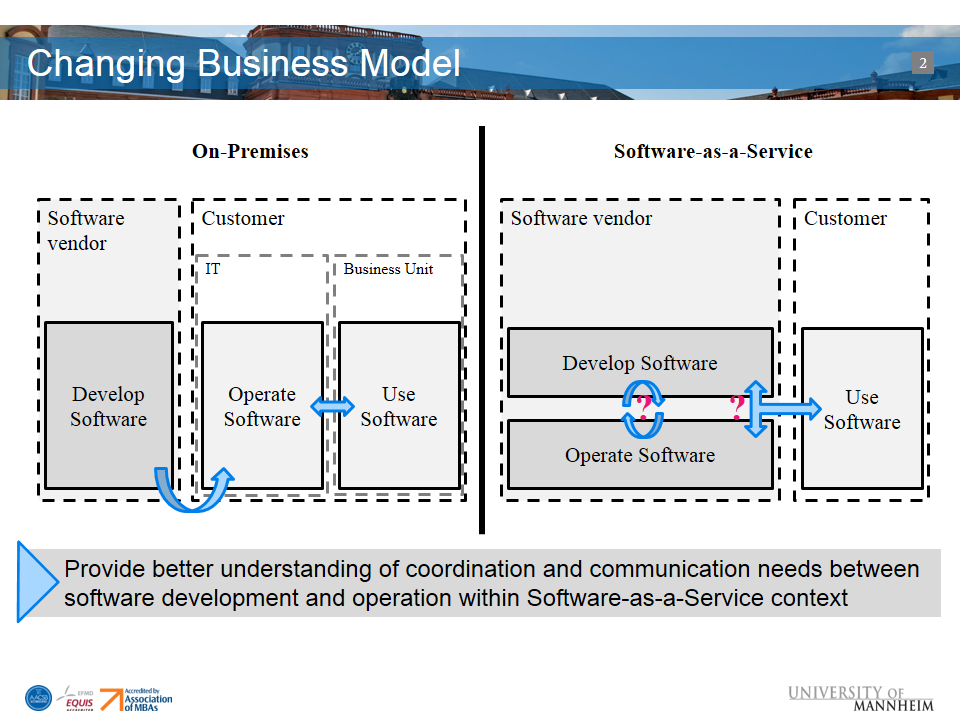 Changing Business Model
2
On-Premises
Software
vendor
Customer
IT
Business Unit
Develop
Software
Operate
Software
Use
Software
Software-as-a-Service
Software vendor
Customer
Develop Software
?
?
Operate Software
Use
Software
Provide better understanding of coordination and communication needs between
software development and operation within Software-as-a-Service context
AACSB
EFMD
EQUIS
ACCREDITED
Accredited by
Association
of MBAs
UNIVERSITY OF
MANNHEIM